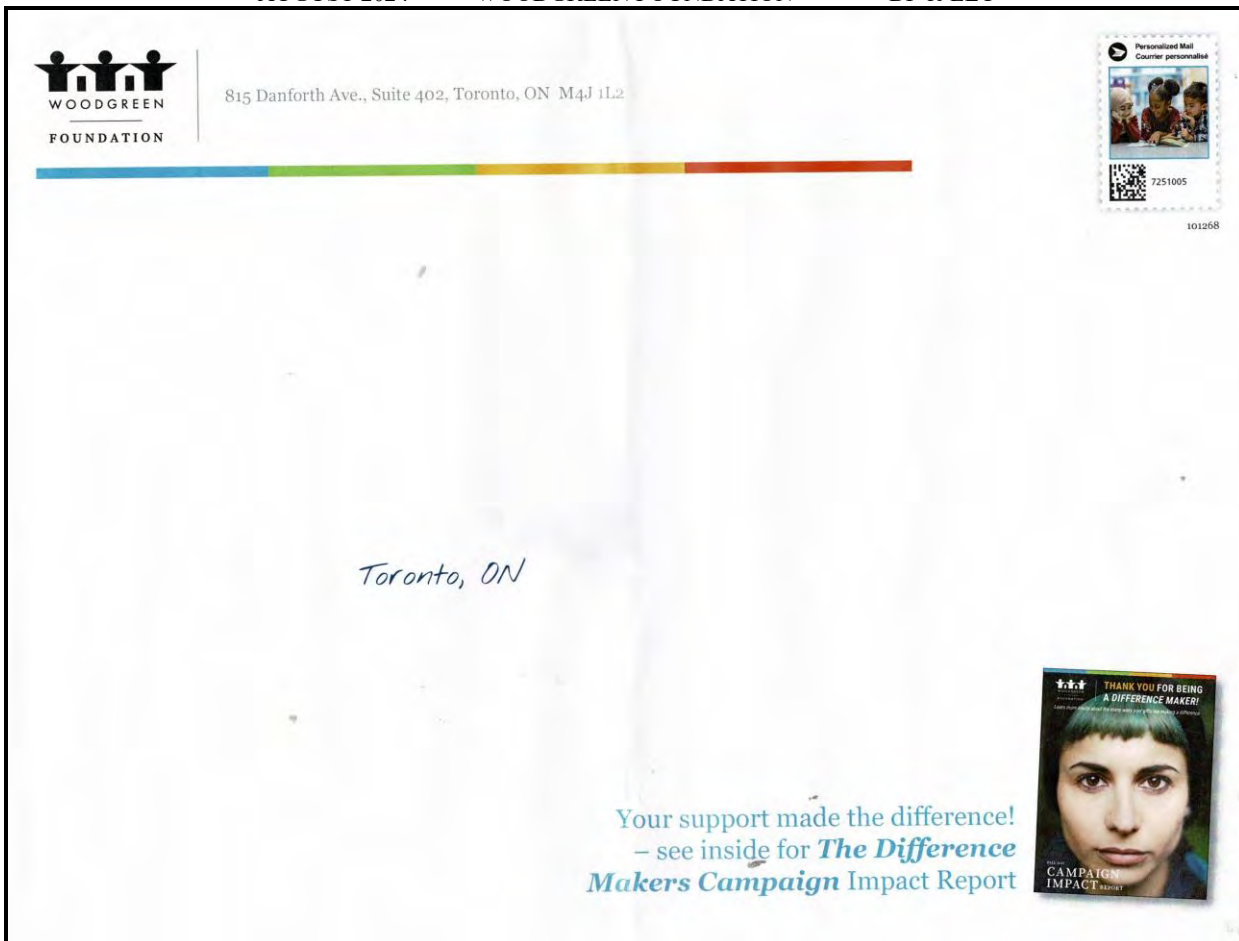 WOODGREEN
FOUNDATION
815 Danforth Ave., Suite 402, Toronto, ON M4J 1L2
Personalized Mail
Courrier personnalisé
7251005
101268
Toronto, ON
THANK YOU FOR BEING
A DIFFERENCE MAKER!
Your support made the difference!
– see inside for The Difference
Makers Campaign Impact Report
CAMPAIGN
IMPACT REPORT